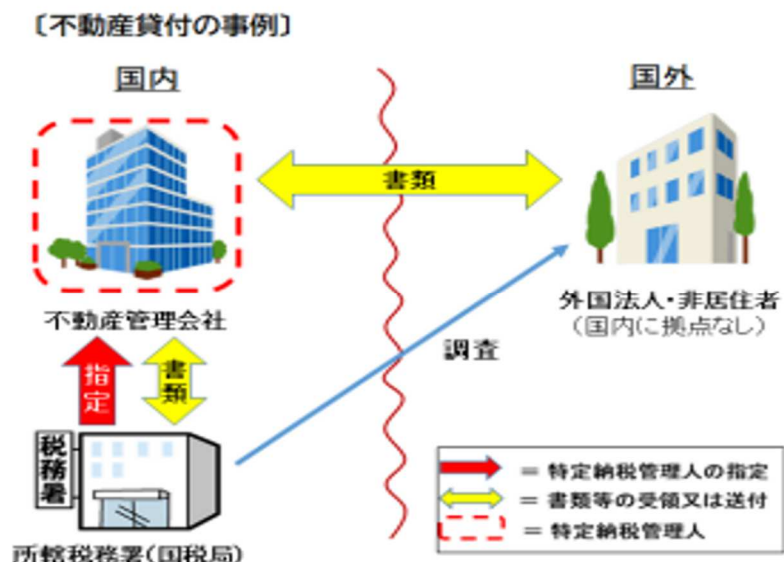 〔不動産貸付の事例〕
国内
国外
書類
不動産管理会社
外国法人・非居住者
(国内に拠点なし)
調査
指定
書類
税務署
所轄税務署(国税局)
= 特定納税管理人の指定
= 書類等の受領又は送付
= 特定納税管理人